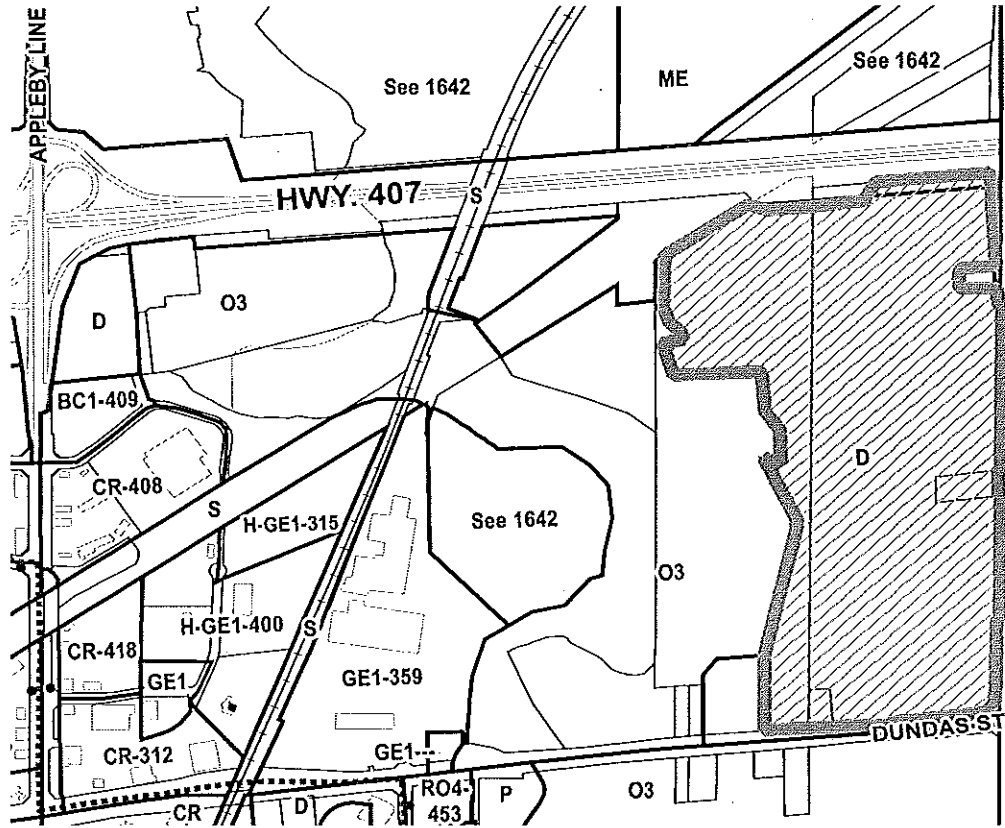 APPLEBY LINE
See 1642
ME
See 1642
HWY. 407
S
D
O3
BC1-409
CR-408
S
H-GE1-315
See 1642
D
O3
H-GE1-400
S
CR-418
GE1
GE1-359
CR-312
GE1
DUNDAS ST
CR
D
RO4-
453
P
O3